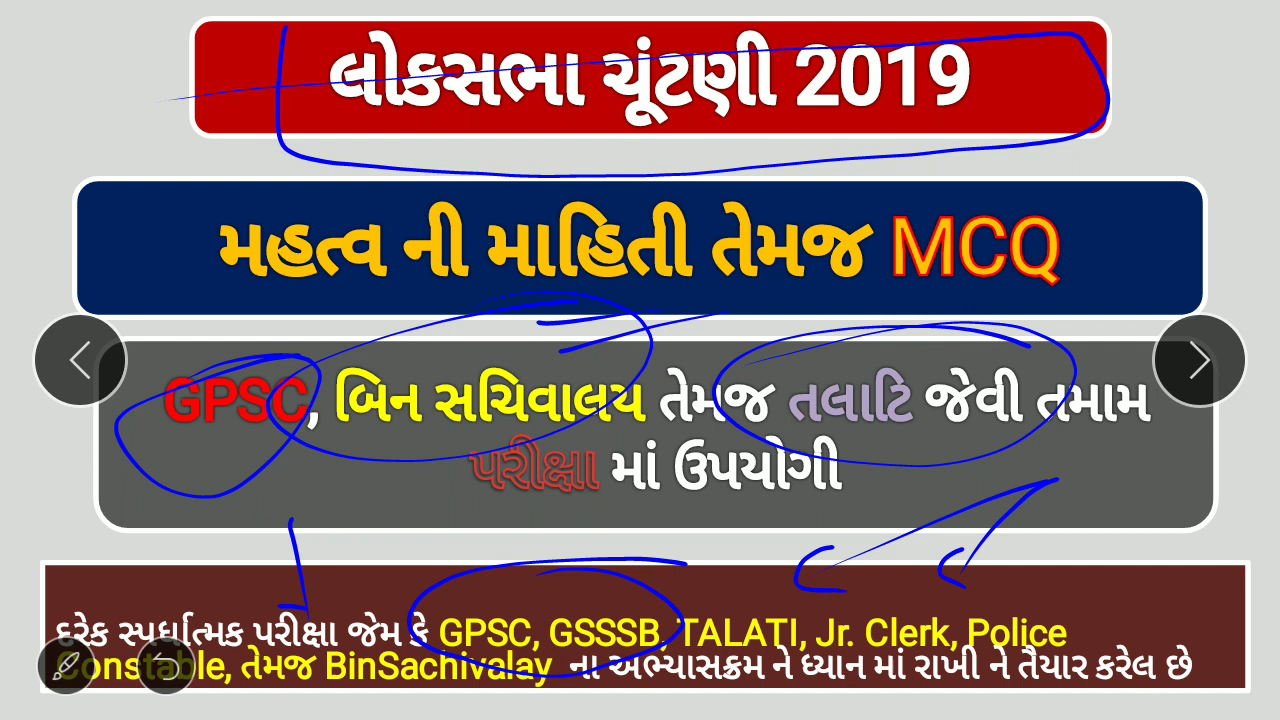 લોકસભા ચૂંટણી 2019
મહત્વ ની માહિતી તેમજ MCQ
GPSC, બિન સચિવાલય તેમજ તલાટિ જેવી તમામ
પરીક્ષા માં ઉપયોગી
દરેક સ્પર્ધાત્મક પરીક્ષા જેમ કે GPSC, GSSSB, TALATI, Jr. Clerk, Police
Constable, તેમજ BinSachivalay ના અભ્યાસક્રમ ને ધ્યાન માં રાખી ને તૈયાર કરેલ છે